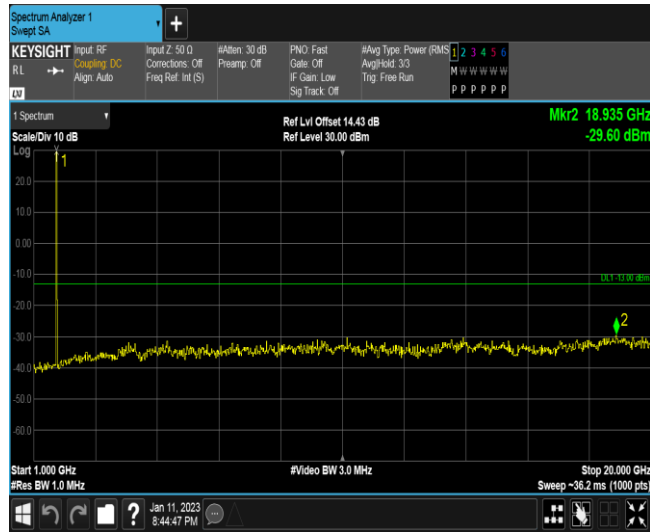 Spectrum Analyzer 1
Swept SA
KEYSIGHT Input: RF Input Z: 50 Ω #Atten: 30 dB PNO: Fast #Avg Type: Power (RMS 1 2 3 4 5 6
RL Coupling: DC Corrections: Off Preamp: Off Gate: Off Avg|Hold: 3/3 M W W W W W
Align: Auto Freq Ref: Int (S) IF Gain: Low Trig: Free Run
LXI Sig Track: Off P P P P P P
1 Spectrum Ref Lvl Offset 14.43 dB Mkr2 18.935 GHz
Scale/Div 10 dB Ref Level 30.00 dBm -29.60 dBm
Log
1
20.0
10.0
0.00
-10.0
DL1 -13.00 dBm
-20.0
2
-30.0
-40.0
-50.0
-60.0
Start 1.000 GHz #Video BW 3.0 MHz Stop 20.000 GHz
#Res BW 1.0 MHz Sweep ~36.2 ms (1000 pts)
? Jan 11, 2023
8:44:47 PM